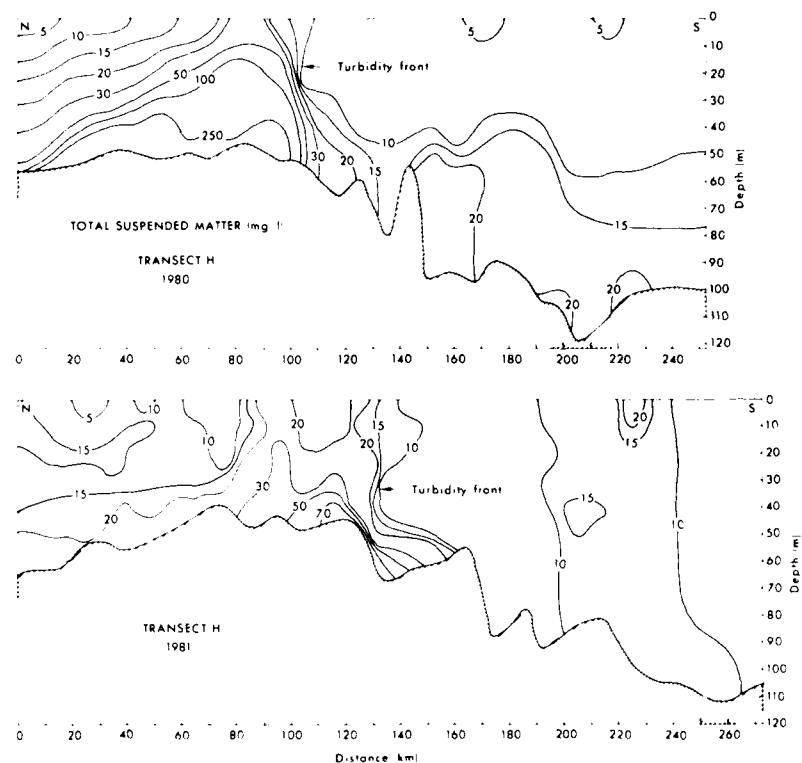 N 5 10 5 5 S 0
10 10
15 Turbidity front 20
20 50 30
30 100 10 40
250 30 20 15 50
60
20 15 70
TOTAL SUSPENDED MATTER (mg l) 80
TRANSECT H 90
1980 20 20 100
110
120
0 20 40 60 80 100 120 140 160 180 200 220 240
Depth (m)
N 5 10 20 15 S 0
15 10 20 10 20 15 10
20
15 30 Turbidity front 30
20 50 15 40
70 10 50
10 60
70
TRANSECT H 80
1981 90
100
110
120
0 20 40 60 80 100 120 140 160 180 200 220 240 260
Depth (m)
Distance km)